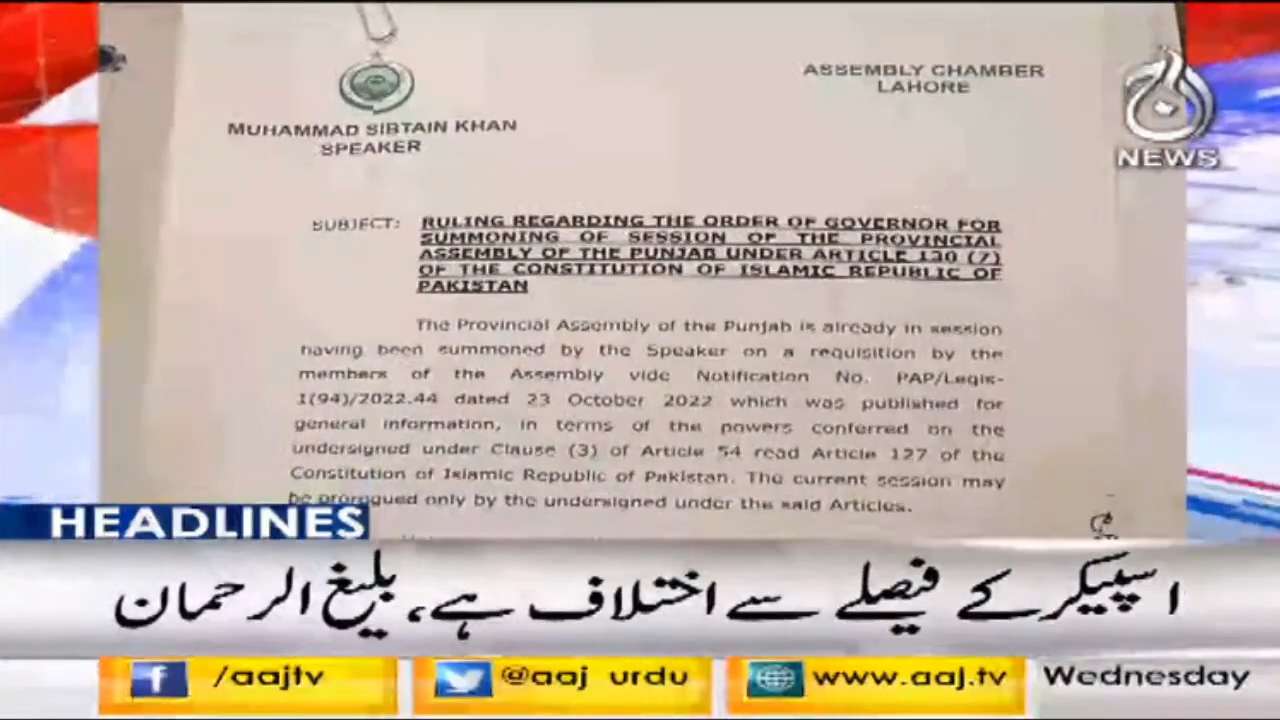 MUHAMMAD SIBTAIN KHAN
SPEAKER
ASSEMBLY CHAMBER
LAHORE
NEWS
SUBJECT: RULING REGARDING THE ORDER OF GOVERNOR FOR
SUMMONING OF SESSION OF THE PROVINCIAL
ASSEMBLY OF THE PUNJAB UNDER ARTICLE 130 (7)
OF THE CONSTITUTION OF ISLAMIC REPUBLIC OF
PAKISTAN
The Provincial Assembly of the Punjab is already in session
having been summoned by the Speaker on a requisition by the
members of the Assembly vide Notification No. PAP/Legis-
1(94)/2022.44 dated 23 October 2022 which was published for
general information, in terms of the powers conferred on the
undersigned under Clause (3) of Article 54 read Article 127 of the
Constitution of Islamic Republic of Pakistan. The current session may
be prorogued only by the undersigned under the said Articles.
HEADLINES
اسپیکر کے فیصلے سے اختلاف ہے، بلیغ الرحمان
/aajtv
@aaj urdu
www.aaj.tv
Wednesday